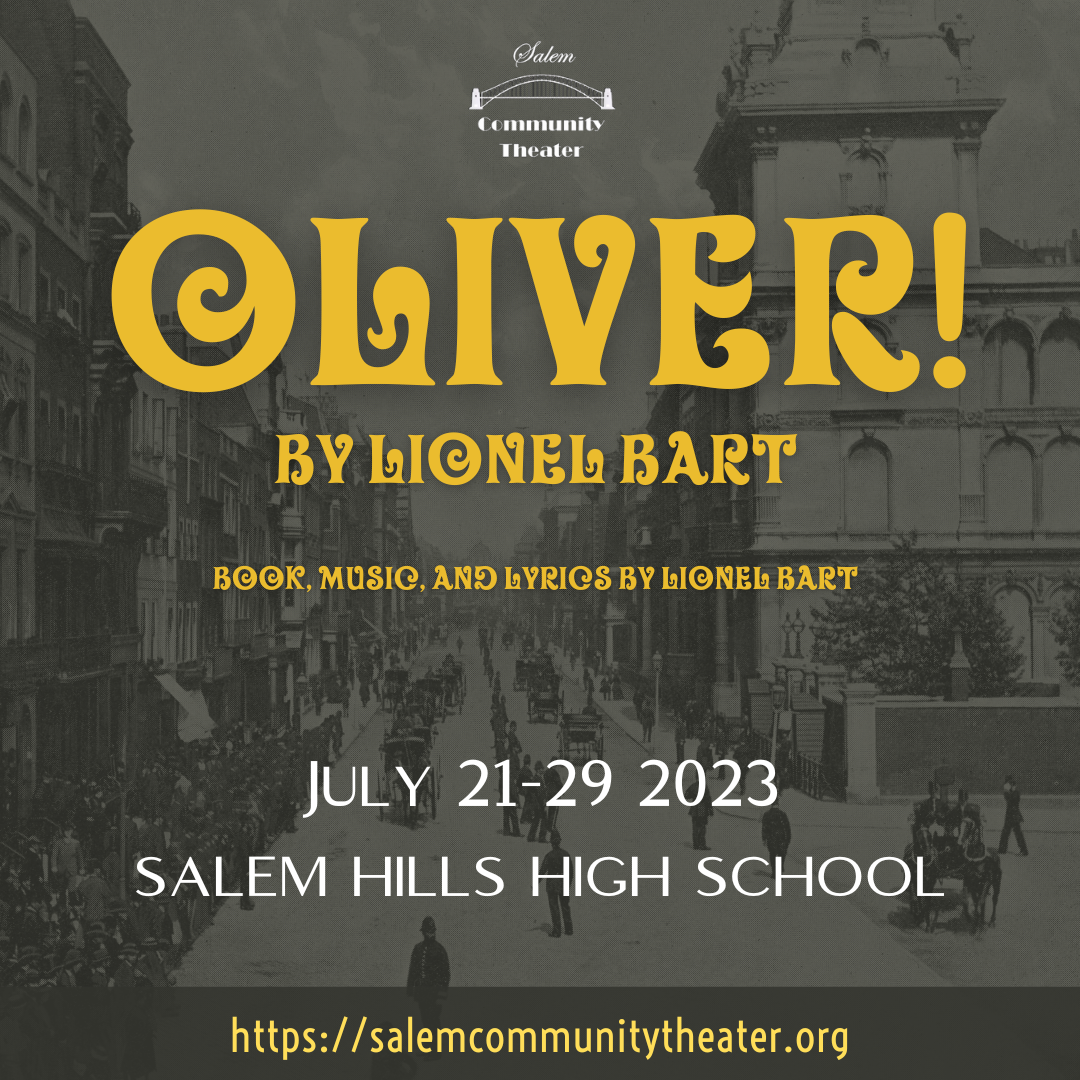 Salem
Community
Theater
OLIVER!
BY LIONEL BART
BOOK, MUSIC, AND LYRICS BY LIONEL BART
JULY 21-29 2023
SALEM HILLS HIGH SCHOOL
https://salemcommunitytheater.org